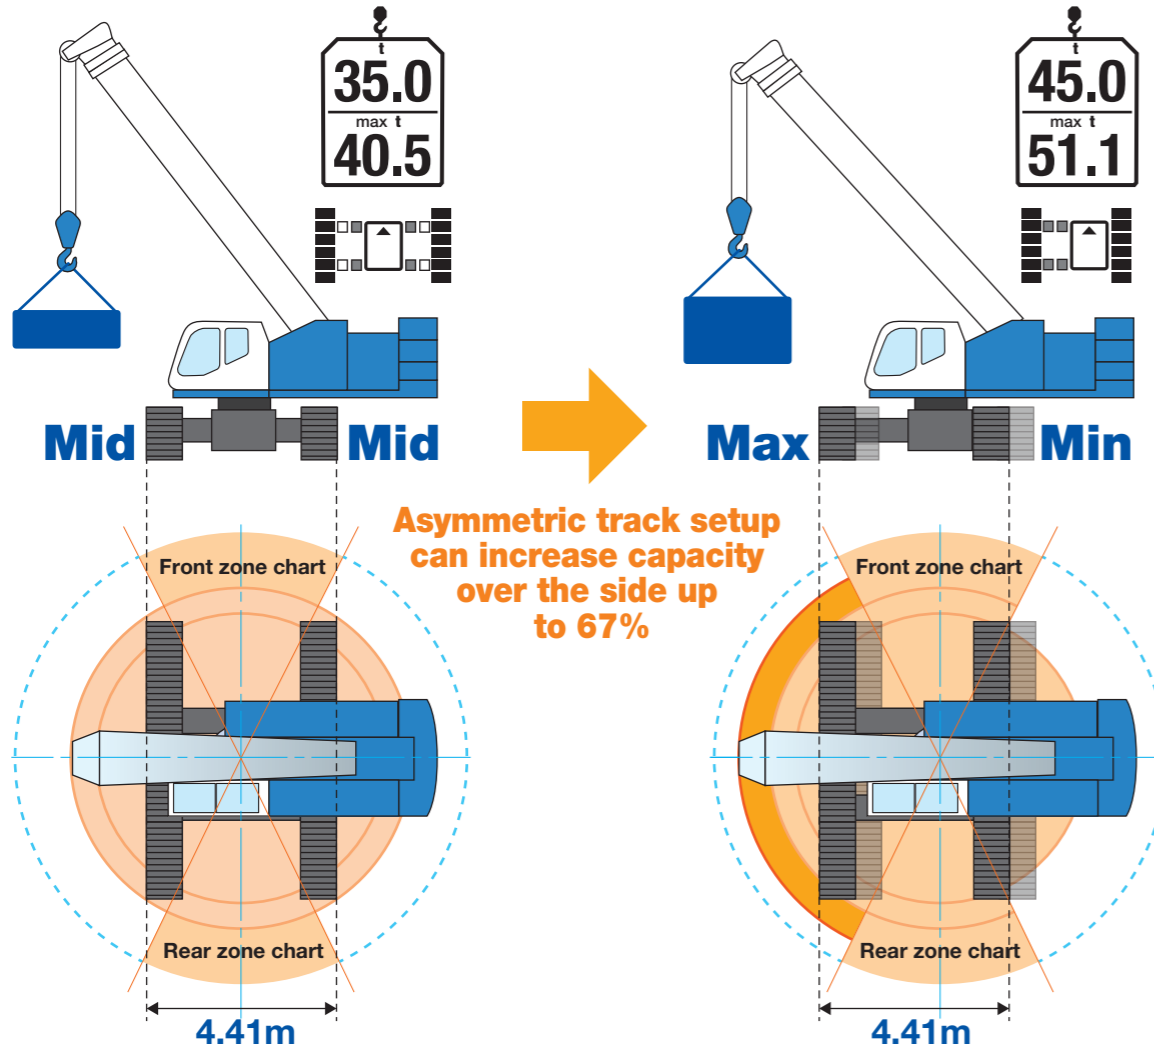 t
35.0
max t
40.5
t
45.0
max t
51.1
Mid
Mid
Max
Min
Asymmetric track setup
can increase capacity
over the side up
to 67%
Front zone chart
Front zone chart
Rear zone chart
Rear zone chart
4.41m
4.41m